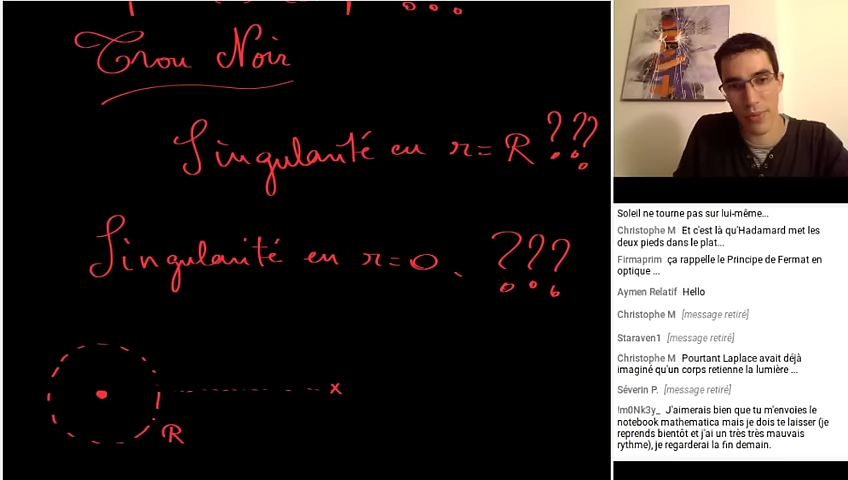 Trou Noir
Singularité en r=R ???
Singularité en r=0. ???
x
R
Soleil ne tourne pas sur lui-même...
Christophe M Et c'est là qu'Hadamard met les
deux pieds dans le plat...
Firmaprim ça rappelle le Principe de Fermat en
optique ...
Aymen Relatif Hello
Christophe M [message retiré]
Staraven1 [message retiré]
Christophe M Pourtant Laplace avait déjà
imaginé qu'un corps retienne la lumière ...
Séverin P. [message retiré]
!m0Nk3y_ J'aimerais bien que tu m'envoies le
notebook mathematica mais je dois te laisser (je
reprends bientôt et j'ai un très très mauvais
rythme), je regarderai la fin demain.